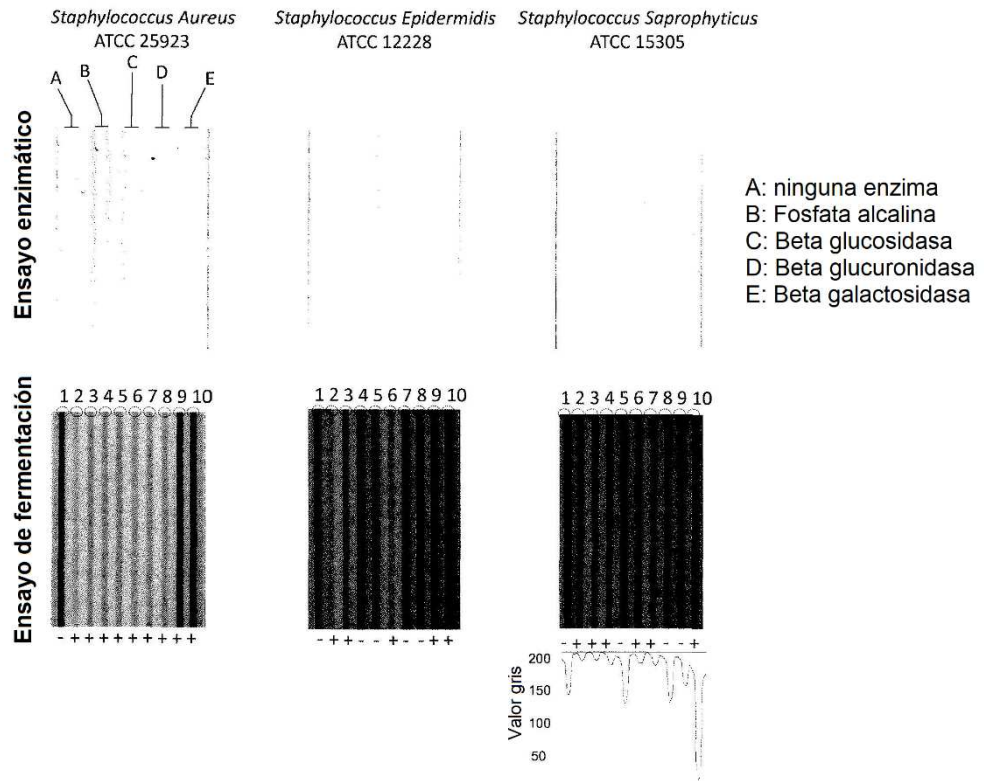 Staphylococcus Aureus
ATCC 25923
Staphylococcus Epidermidis
ATCC 12228
Staphylococcus Saprophyticus
ATCC 15305
A B C D E
Ensayo enzimático
A: ninguna enzima
B: Fosfata alcalina
C: Beta glucosidasa
D: Beta glucuronidasa
E: Beta galactosidasa
Ensayo de fermentación
1 2 3 4 5 6 7 8 9 10
- + + + + + + + + +
1 2 3 4 5 6 7 8 9 10
- + + - - + - - + +
1 2 3 4 5 6 7 8 9 10
- + + + - + + - - +
Valor gris
200
150
100
50